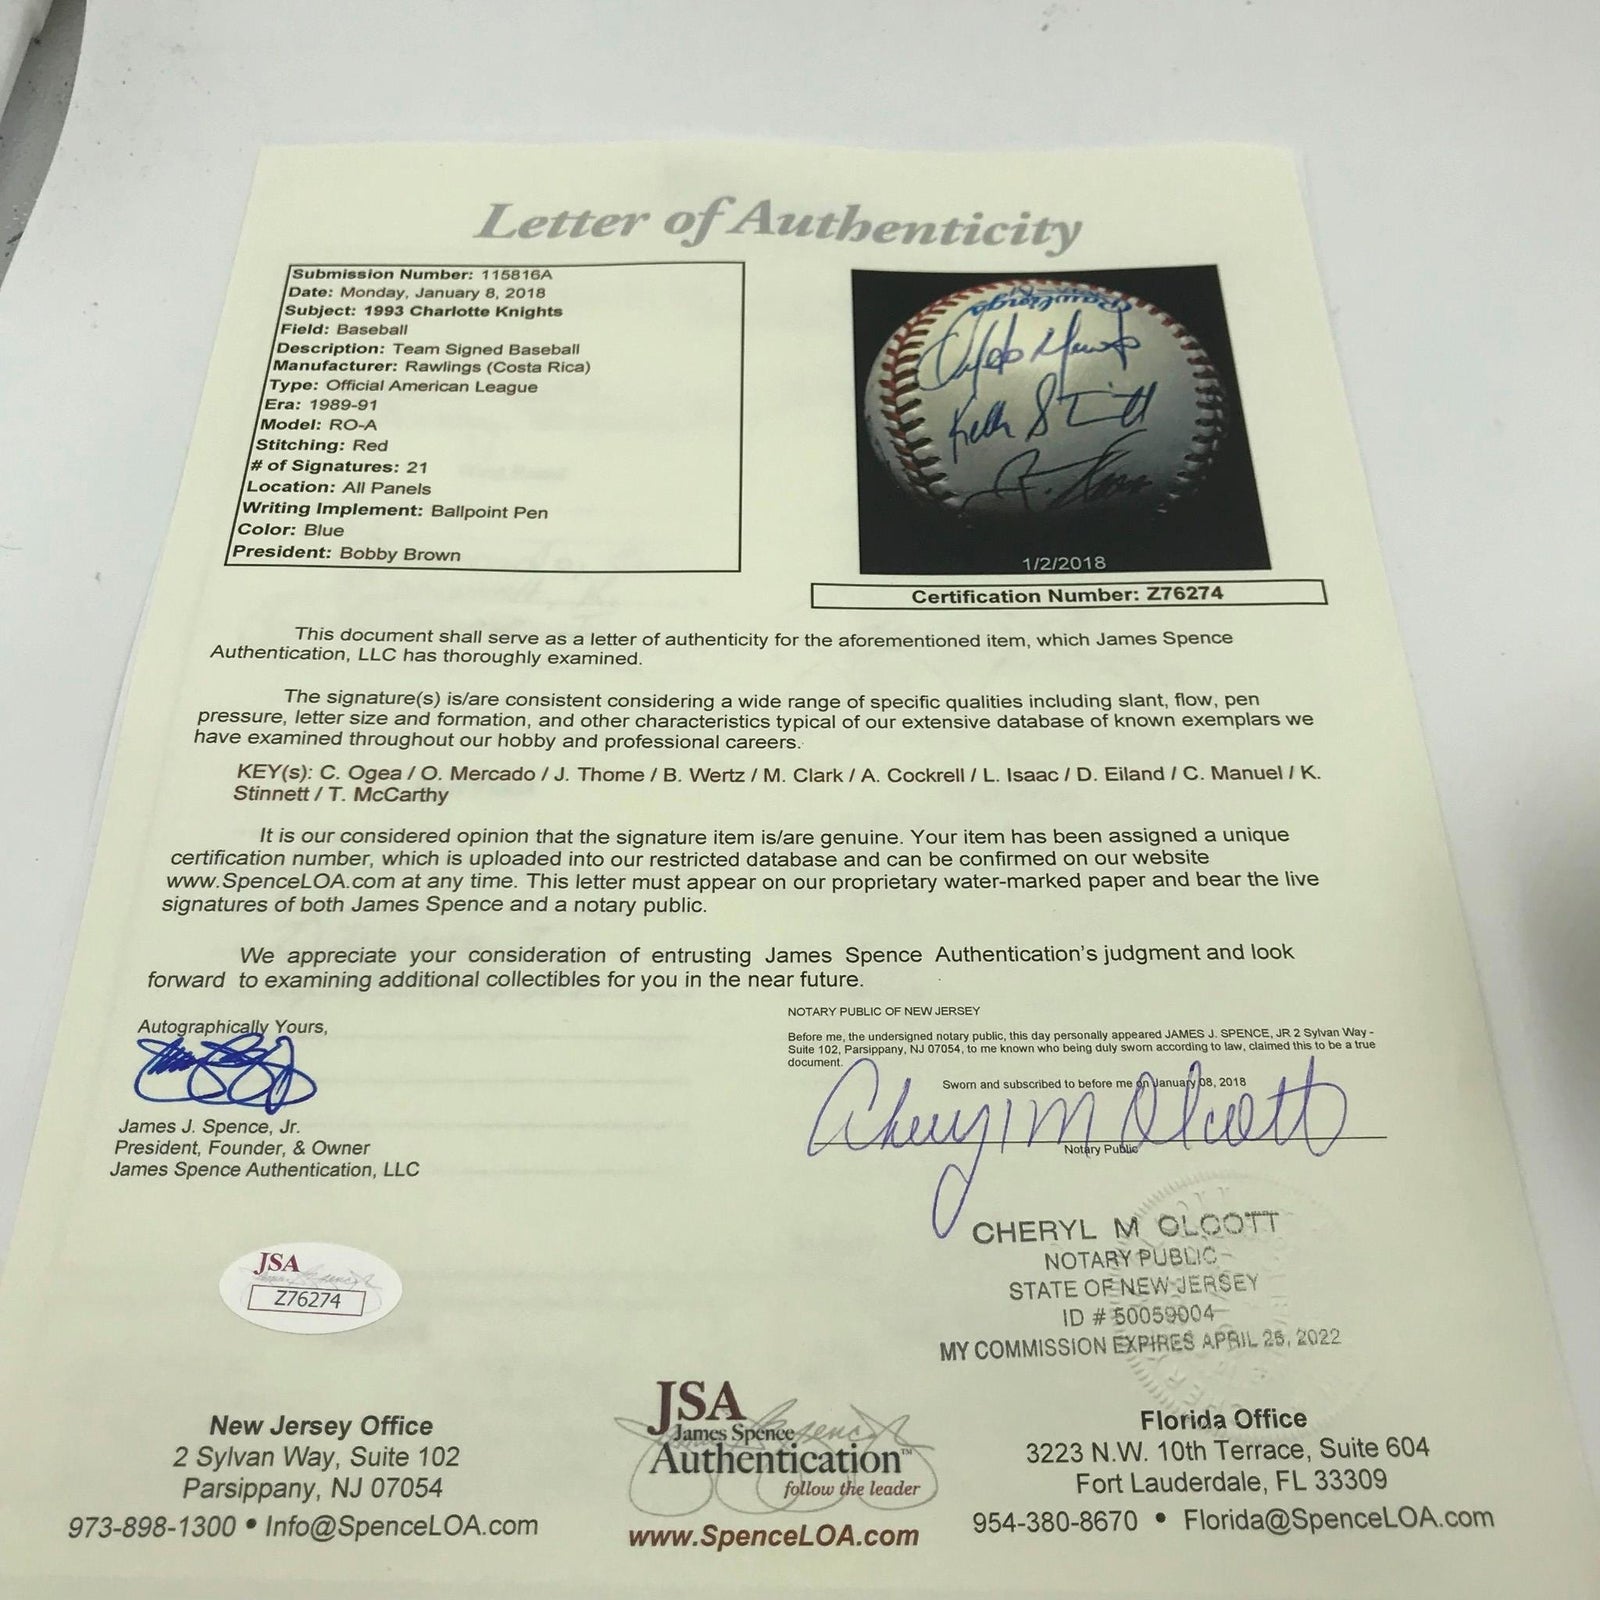 Letter of Authenticity
Submission Number: 115816A
Date: Monday, January 8, 2018
Subject: 1993 Charlotte Knights
Field: Baseball
Description: Team Signed Baseball
Manufacturer: Rawlings (Costa Rica)
Type: Official American League
Era: 1989-91
Model: RO-A
Stitching: Red
# of Signatures: 21
Location: All Panels
Writing Implement: Ballpoint Pen
Color: Blue
President: Bobby Brown
Rawlings
1/2/2018
Certification Number: Z76274
This document shall serve as a letter of authenticity for the aforementioned item, which James Spence
Authentication, LLC has thoroughly examined.
The signature(s) is/are consistent considering a wide range of specific qualities including slant, flow, pen
pressure, letter size and formation, and other characteristics typical of our extensive database of known exemplars we
have examined throughout our hobby and professional careers.
KEY(s): C. Ogea / O. Mercado / J. Thome / B. Wertz / M. Clark / A. Cockrell / L. Isaac / D. Eiland / C. Manuel / K.
Stinnett / T. McCarthy
It is our considered opinion that the signature item is/are genuine. Your item has been assigned a unique
certification number, which is uploaded into our restricted database and can be confirmed on our website
www.SpenceLOA.com at any time. This letter must appear on our proprietary water-marked paper and bear the live
signatures of both James Spence and a notary public.
We appreciate your consideration of entrusting James Spence Authentication's judgment and look
forward to examining additional collectibles for you in the near future.
Autographically Yours,
James J. Spence, Jr.
President, Founder, & Owner
James Spence Authentication, LLC
NOTARY PUBLIC OF NEW JERSEY
Before me, the undersigned notary public, this day personally appeared JAMES J. SPENCE, JR 2 Sylvan Way -
Suite 102, Parsippany, NJ 07054, to me known who being duly sworn according to law, claimed this to be a true
document.
Sworn and subscribed to before me on January 08, 2018
Cheryl M Olcott
Notary Public
CHERYL M OLCOTT
NOTARY PUBLIC
STATE OF NEW JERSEY
ID # 50059004
MY COMMISSION EXPIRES APRIL 25, 2022
JSA
Z76274
New Jersey Office
2 Sylvan Way, Suite 102
Parsippany, NJ 07054
973-898-1300 • Info@SpenceLOA.com
JSA
James Spence
Authentication™
follow the leader
www.SpenceLOA.com
Florida Office
3223 N.W. 10th Terrace, Suite 604
Fort Lauderdale, FL 33309
954-380-8670 • Florida@SpenceLOA.com